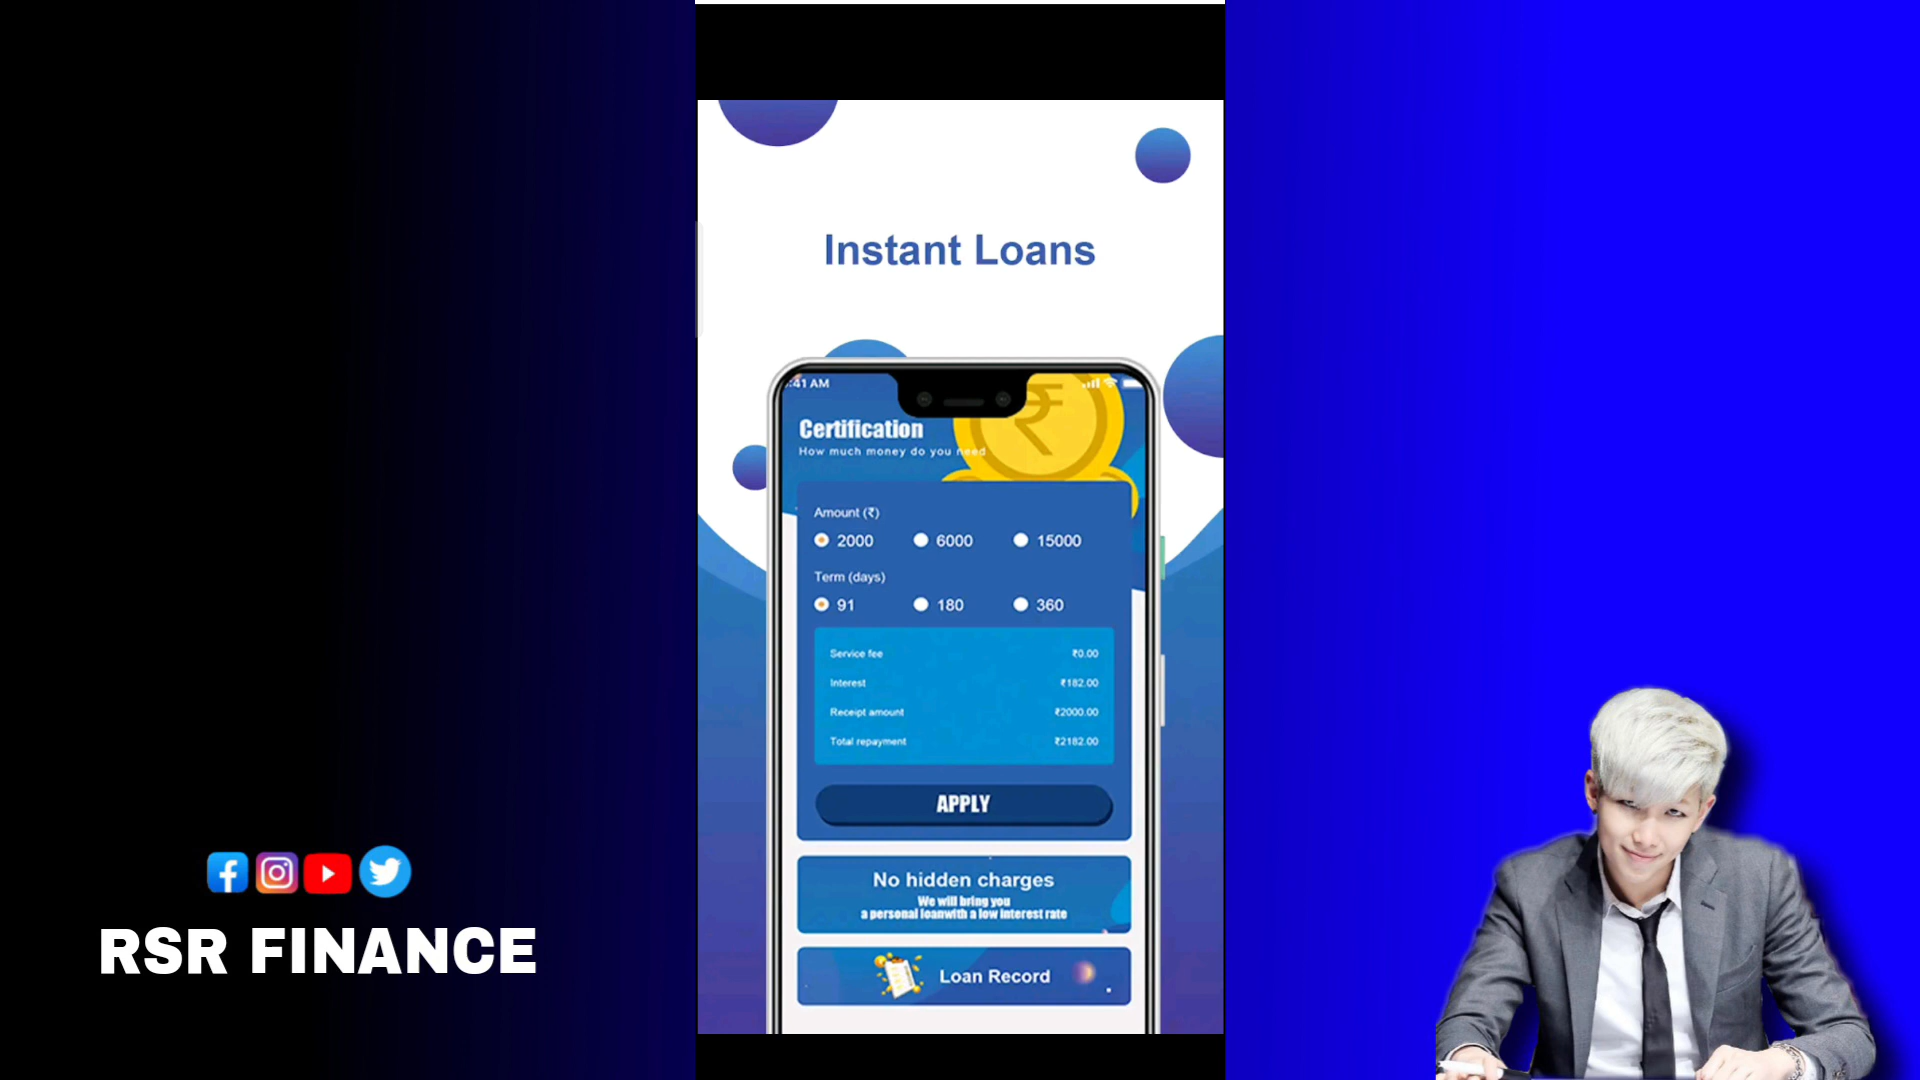 Instant Loans
:41 AM
Certification
How much money do you need
Amount (₹)
2000 6000 15000
Term (days)
91 180 360
Service fee ₹0.00
Interest ₹182.00
Receipt amount ₹2000.00
Total repayment ₹2182.00
APPLY
No hidden charges
We will bring you
a personal loanwith a low interest rate
Loan Record
RSR FINANCE